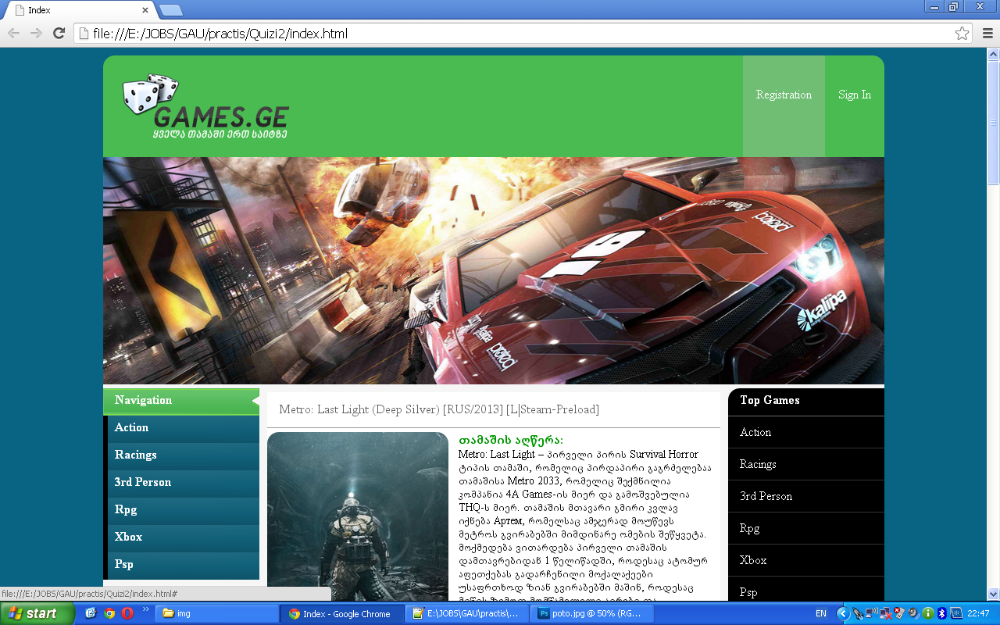 Index
file:///E:/JOBS/GAU/practis/Quizi2/index.html
GAMES.GE
ყველა თამაში ერთ საიტზე
Registration
Sign In
16
kalipa
kalipa
Navigation
Action
Racings
3rd Person
Rpg
Xbox
Psp
Metro: Last Light (Deep Silver) [RUS/2013] [L|Steam-Preload]
თამაშის აღწერა:
Metro: Last Light – პირველი პირის Survival Horror
ტიპის თამაში, რომელიც პირდაპირი გაგრძელებაა
თამაშისა Metro 2033, რომელიც შექმნილია
კომპანია 4A Games-ის მიერ და გამოშვებულია
THQ-ს მიერ. თამაშის მთავარი გმირი კვლავ
იქნება Артем, რომელსაც ამჯერად მოუწევს
მეტროს გვირაბებში მიმდინარე ომების შეწყვეტა.
მოქმედება ვითარდება პირველი თამაშის
დამთავრებიდან 1 წელიწადში, როდესაც ატომურ
აფეთქებას გადარჩენილი მოქალაქეები
უსაფრთხოდ ზიან გვირაბებში მაშინ, როდესაც
Top Games
Action
Racings
3rd Person
Rpg
Xbox
Psp
file:///E:/JOBS/GAU/practis/Quizi2/index.html#
start
img
Index - Google Chrome
E:\JOBS\GAU\practis\...
poto.jpg @ 50% (RG...
EN
22:47